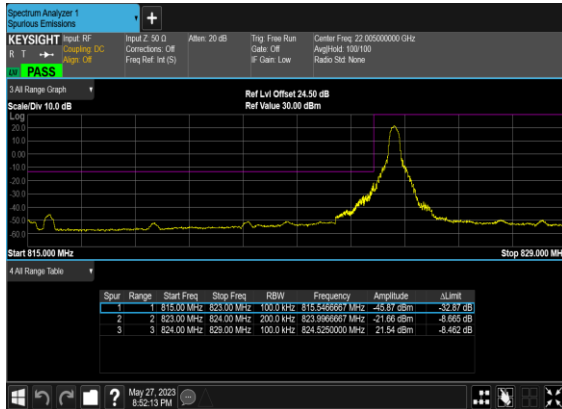 Spectrum Analyzer 1
Spurious Emissions
+
KEYSIGHT Input: RF
R T Coupling: DC
Align: Off
LXI PASS
Input Z: 50 Ω
Corrections: Off
Freq Ref: Int (S)
Atten: 20 dB
Trig: Free Run
Gate: Off
IF Gain: Low
Center Freq: 22.005000000 GHz
Avg|Hold: 100/100
Radio Std: None
3 All Range Graph
Scale/Div 10.0 dB
Ref Lvl Offset 24.50 dB
Ref Value 30.00 dBm
Log
20.0
10.0
0.00
-10.0
-20.0
-30.0
-40.0
-50.0
-60.0
Start 815.000 MHz
Stop 829.000 MH
4 All Range Table
Spur Range Start Freq Stop Freq RBW Frequency Amplitude ΔLimit
1 1 815.00 MHz 823.00 MHz 100.0 kHz 815.5466667 MHz -45.87 dBm -32.87 dB
2 2 823.00 MHz 824.00 MHz 200.0 kHz 823.9966667 MHz -21.66 dBm -8.665 dB
3 3 824.00 MHz 829.00 MHz 100.0 kHz 824.5250000 MHz 21.54 dBm -8.462 dB
?
May 27, 2023
8:52:13 PM